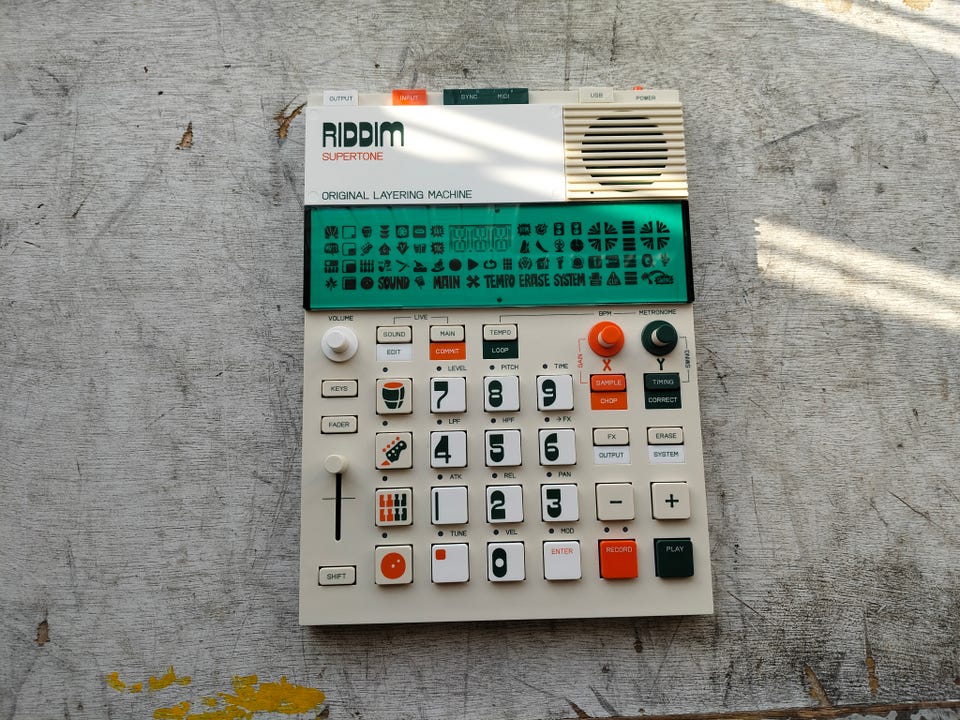 OUTPUT INPUT SYNC MIDI USB POWER
RIDDIM
SUPERTONE
ORIGINAL LAYERING MACHINE
SOUND MAIN TEMPO ERASE SYSTEM
VOLUME LIVE BPM METRONOME
SOUND MAIN TEMPO
EDIT COMMIT LOOP
GAIN X Y SWING
LEVEL PITCH TIME
KEYS SAMPLE TIMING
7 8 9 CHOP CORRECT
FADER LPF HPF → FX
4 5 6 FX ERASE
OUTPUT SYSTEM
ATK REL PAN
1 2 3 - +
TUNE VEL MOD
0 ENTER RECORD PLAY
SHIFT